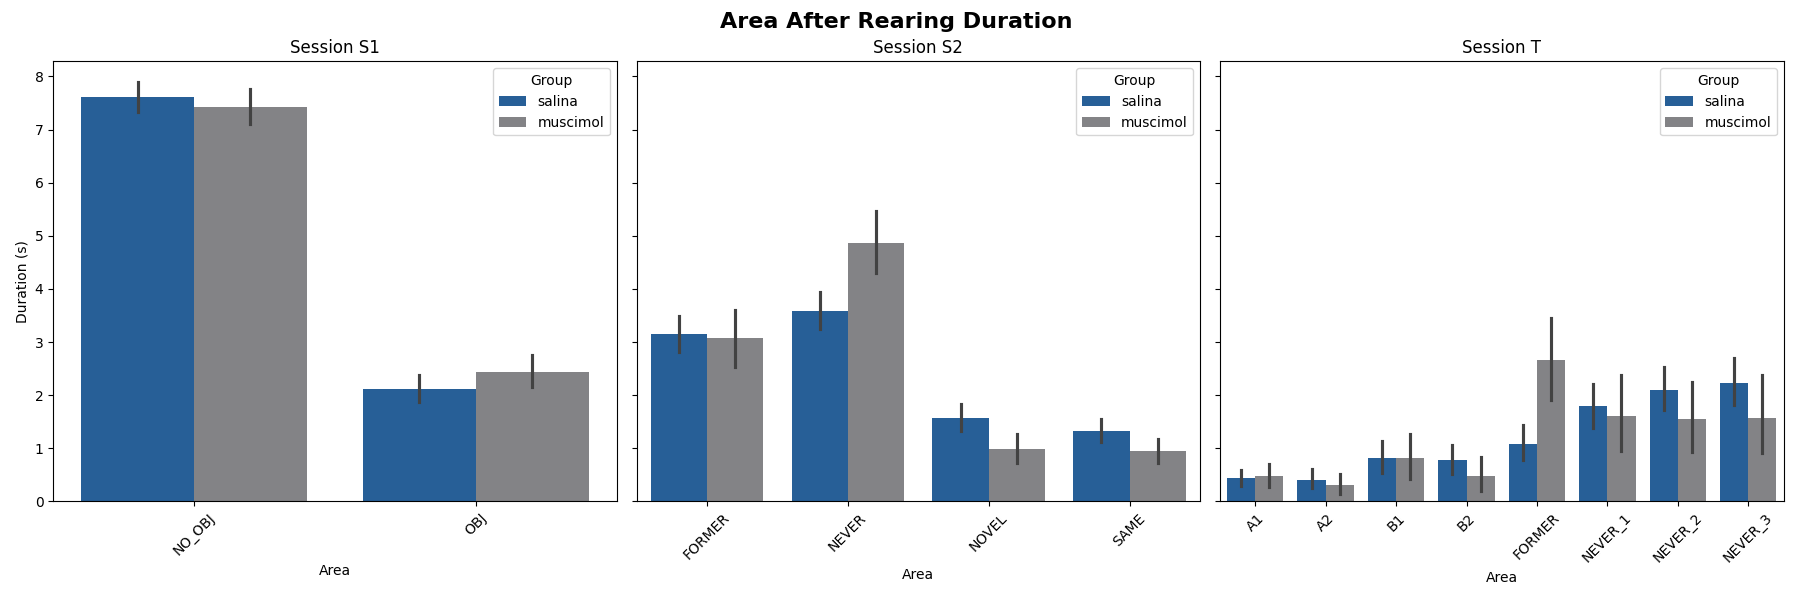 Area After Rearing Duration
Session S1
Session S2
Session T
Group
salina
muscimol
Group
salina
muscimol
Group
salina
muscimol
Duration (s)
8
7
6
5
4
3
2
1
0
NO_OBJ
OBJ
Area
FORMER
NEVER
NOVEL
SAME
Area
A1
A2
B1
B2
FORMER
NEVER_1
NEVER_2
NEVER_3
Area